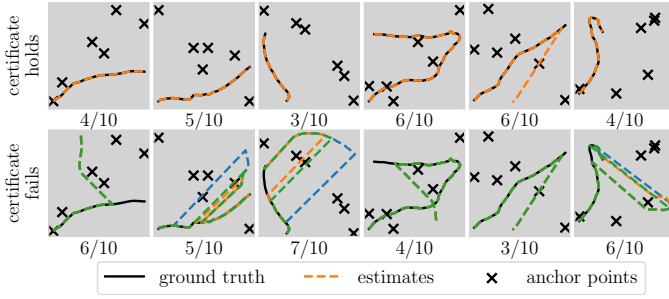 certificate
holds
4/10
5/10
3/10
6/10
6/10
4/10
certificate
fails
6/10
5/10
7/10
4/10
3/10
6/10
ground truth
estimates
anchor points